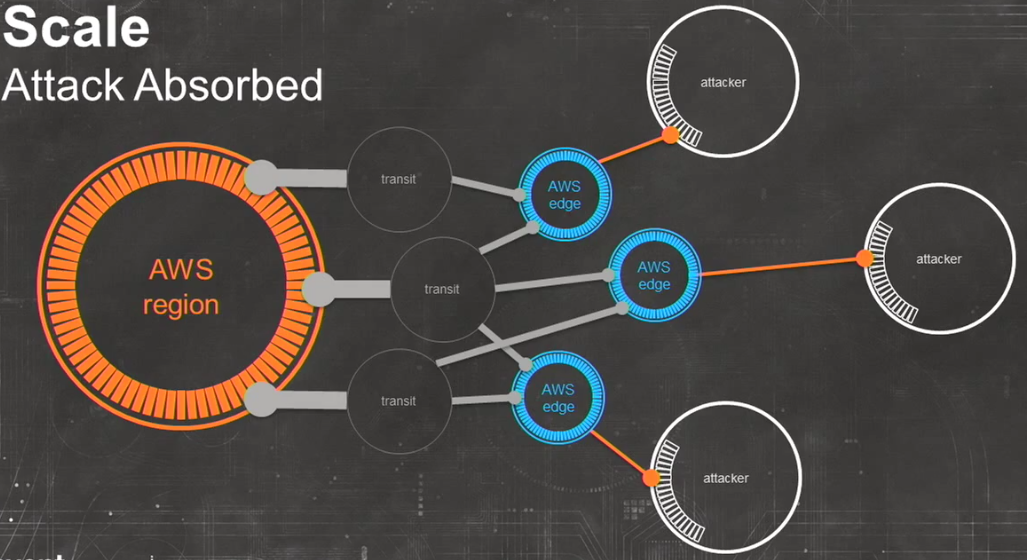 Scale
Attack Absorbed
attacker
transit
AWS
edge
AWS
region
transit
AWS
edge
attacker
transit
AWS
edge
attacker